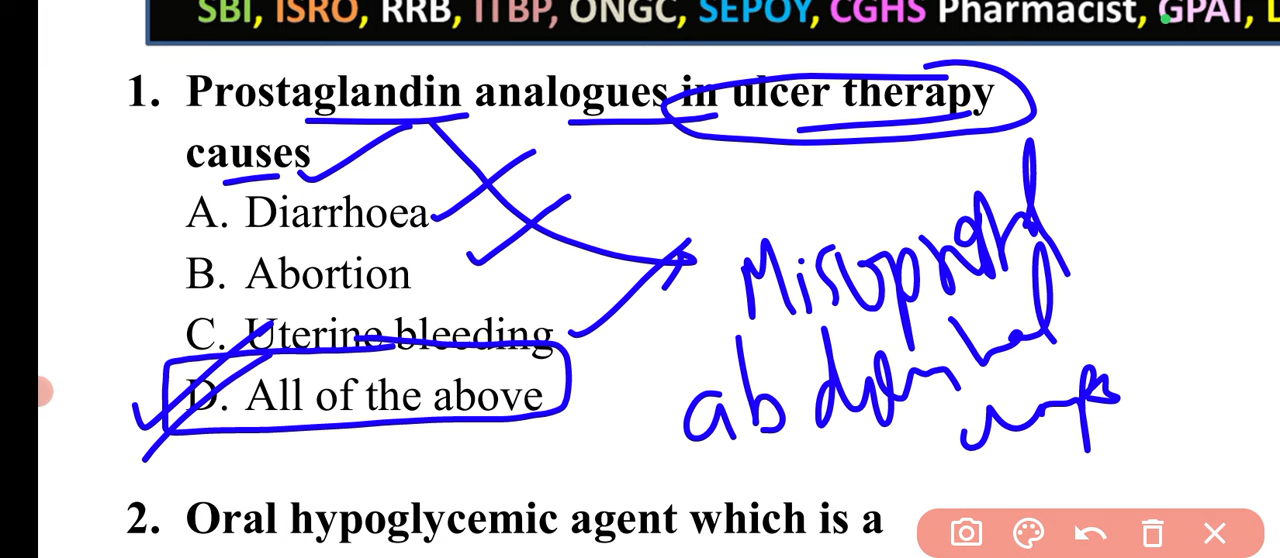 SBI, ISRO, RRB, ITBP, ONGC, SEPOY, CGHS Pharmacist, GPAT,
1. Prostaglandin analogues in ulcer therapy
causes
A. Diarrhoea
B. Abortion
C. Uterine bleeding
D. All of the above
Misoprostol
abdominal
2. Oral hypoglycemic agent which is a